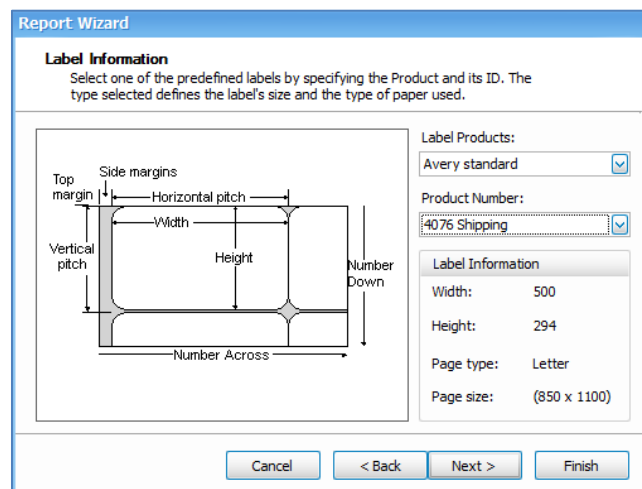 Report Wizard
Label Information
Select one of the predefined labels by specifying the Product and its ID. The
type selected defines the label's size and the type of paper used.
Side margins
Top
margin
Horizontal pitch
Width
Vertical
pitch
Height
Number
Down
Number Across
Label Products:
Avery standard
Product Number:
4076 Shipping
Label Information
Width: 500
Height: 294
Page type: Letter
Page size: (850 x 1100)
Cancel < Back Next > Finish